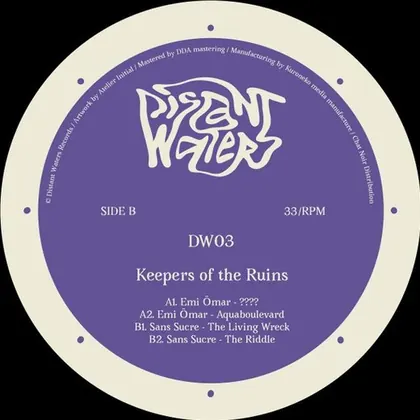 © Distant Waters Records / Artwork by Atelier Initial / Mastered by DDA mastering / Manufacturing by Kuroneko media manufacture / Chat Noir Distribution
DISTANT
WATERS
SIDE B
33/RPM
DW03
Keepers of the Ruins
A1. Emi Ömar - ????
A2. Emi Ömar - Aquaboulevard
B1. Sans Sucre - The Living Wreck
B2. Sans Sucre - The Riddle